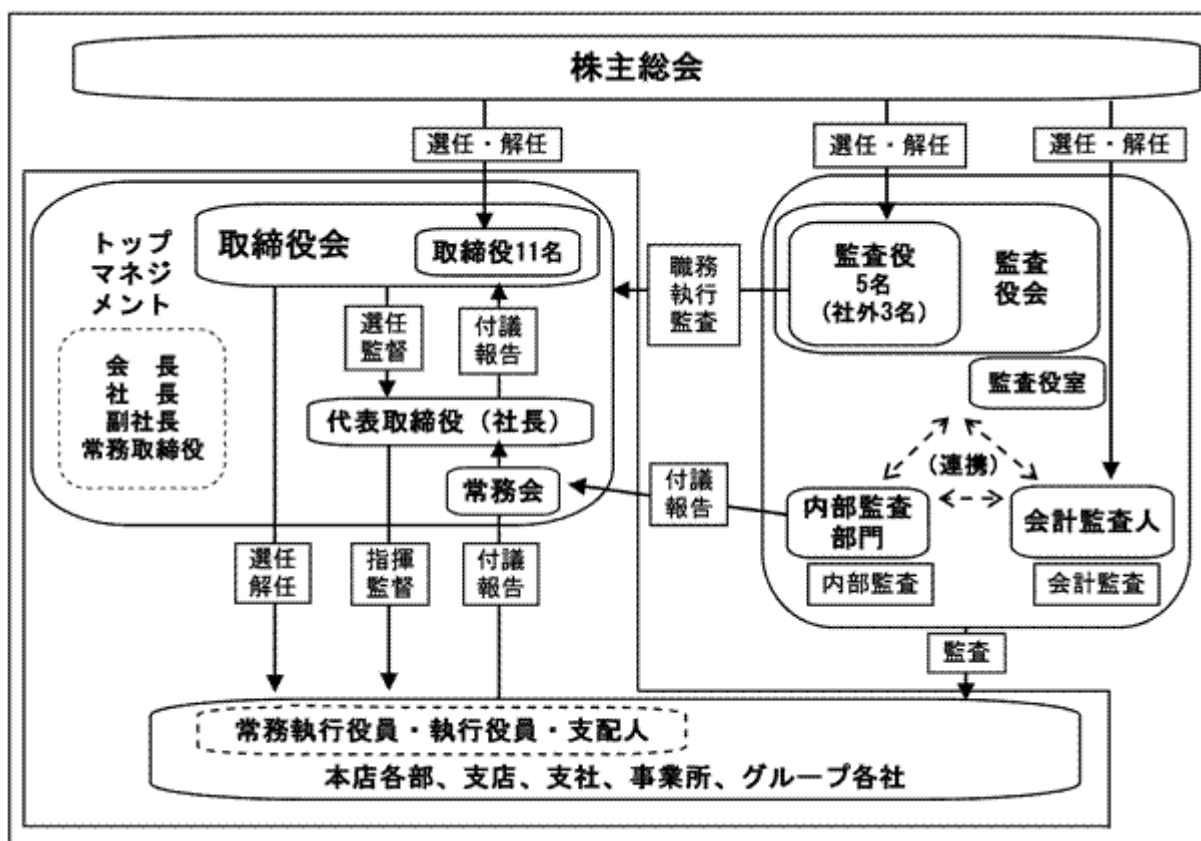 株主総会
選任・解任
選任・解任
選任・解任
トップ
マネジ
メント
会　長
社　長
副社長
常務取締役
取締役会
取締役11名
選任
監督
付議
報告
代表取締役（社長）
常務会
職務
執行
監査
監査役
5名
(社外3名)
監査
役会
監査役室
(連携)
付議
報告
内部監査
部門
内部監査
会計監査人
会計監査
選任
解任
指揮
監督
付議
報告
監査
常務執行役員・執行役員・支配人
本店各部、支店、支社、事業所、グループ各社